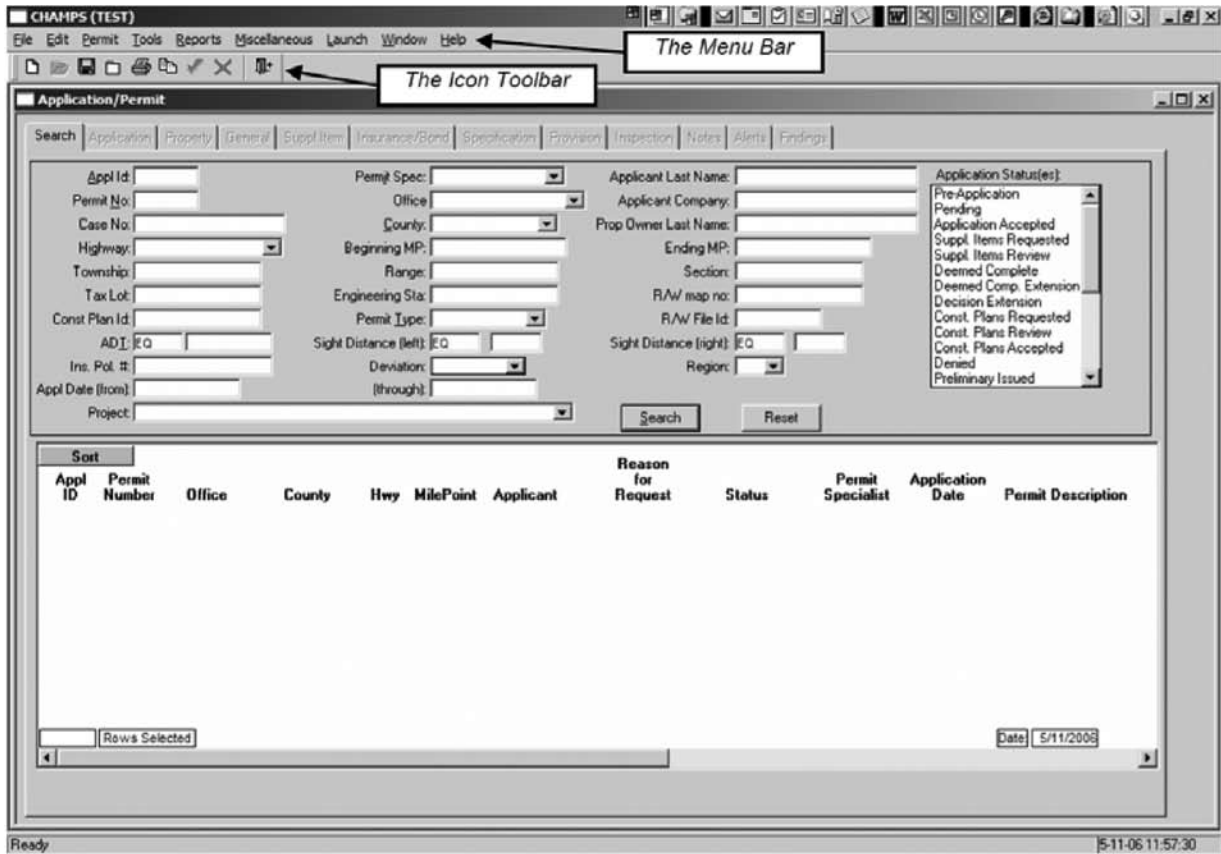 CHAMPS (TEST)
File Edit Permit Tools Reports Miscellaneous Launch Window Help
The Menu Bar
The Icon Toolbar
Application/Permit
Search Application Property General Suppl Item Insurance/Bond Specification Provision Inspection Notes Alerts Findings
Appl Id: Permit Spec: Applicant Last Name: Application Status(es):
Permit No: Office Applicant Company: Pre-Application
Pending
Case No: County: Prop Owner Last Name: Application Accepted
Suppl. Items Requested
Highway: Beginning MP: Ending MP: Suppl. Items Review
Township: Range: Section: Deemed Complete
Deemed Comp. Extension
Tax Lot: Engineering Sta: R/W map no: Decision Extension
Const Plan Id: Permit Type: R/W File Id: Const. Plans Requested
Const. Plans Review
ADT: EQ Sight Distance (left): EQ Sight Distance (right): EQ Const. Plans Accepted
Ins. Pol. #: Deviation: Region: Denied
Preliminary Issued
Appl Date (from): (through):
Project: Search Reset
Sort
Appl ID Permit Number Office County Hwy MilePoint Applicant Reason for Request Status Permit Specialist Application Date Permit Description
Rows Selected Date 5/11/2006
Ready 5-11-06 11:57:30